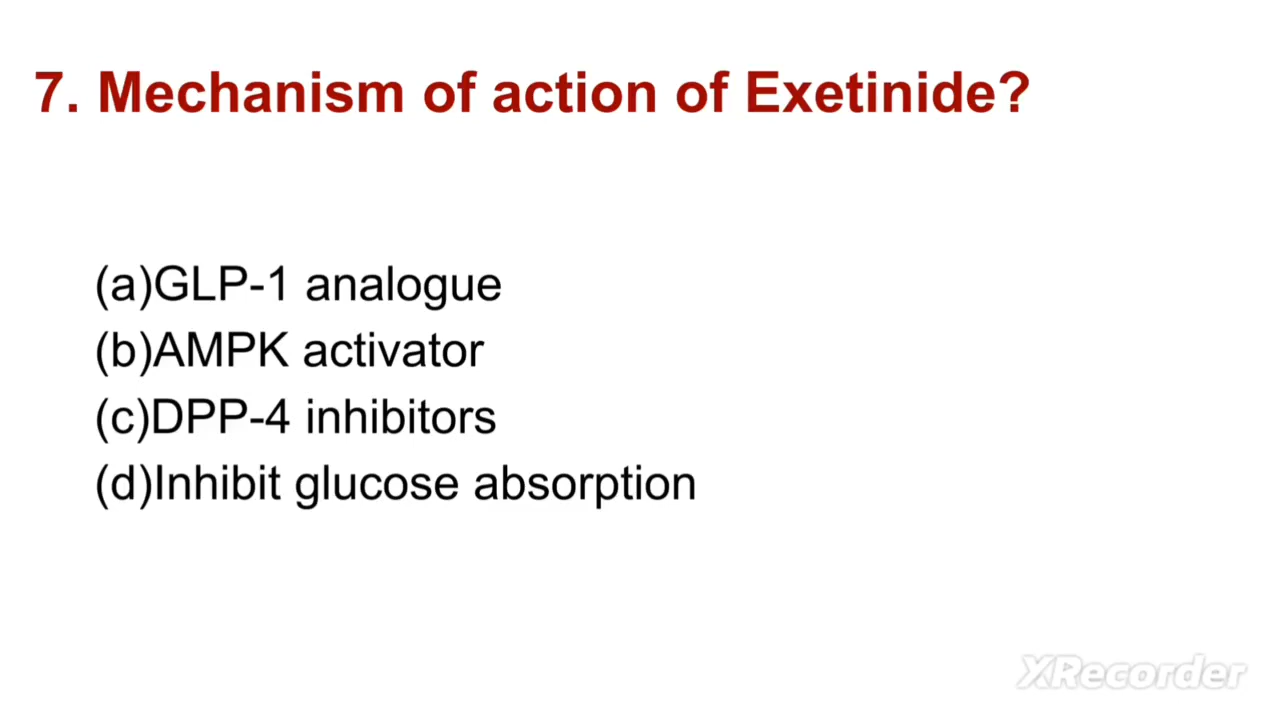 7. Mechanism of action of Exetinide?
(a)GLP-1 analogue
(b)AMPK activator
(c)DPP-4 inhibitors
(d)Inhibit glucose absorption
XRecorder